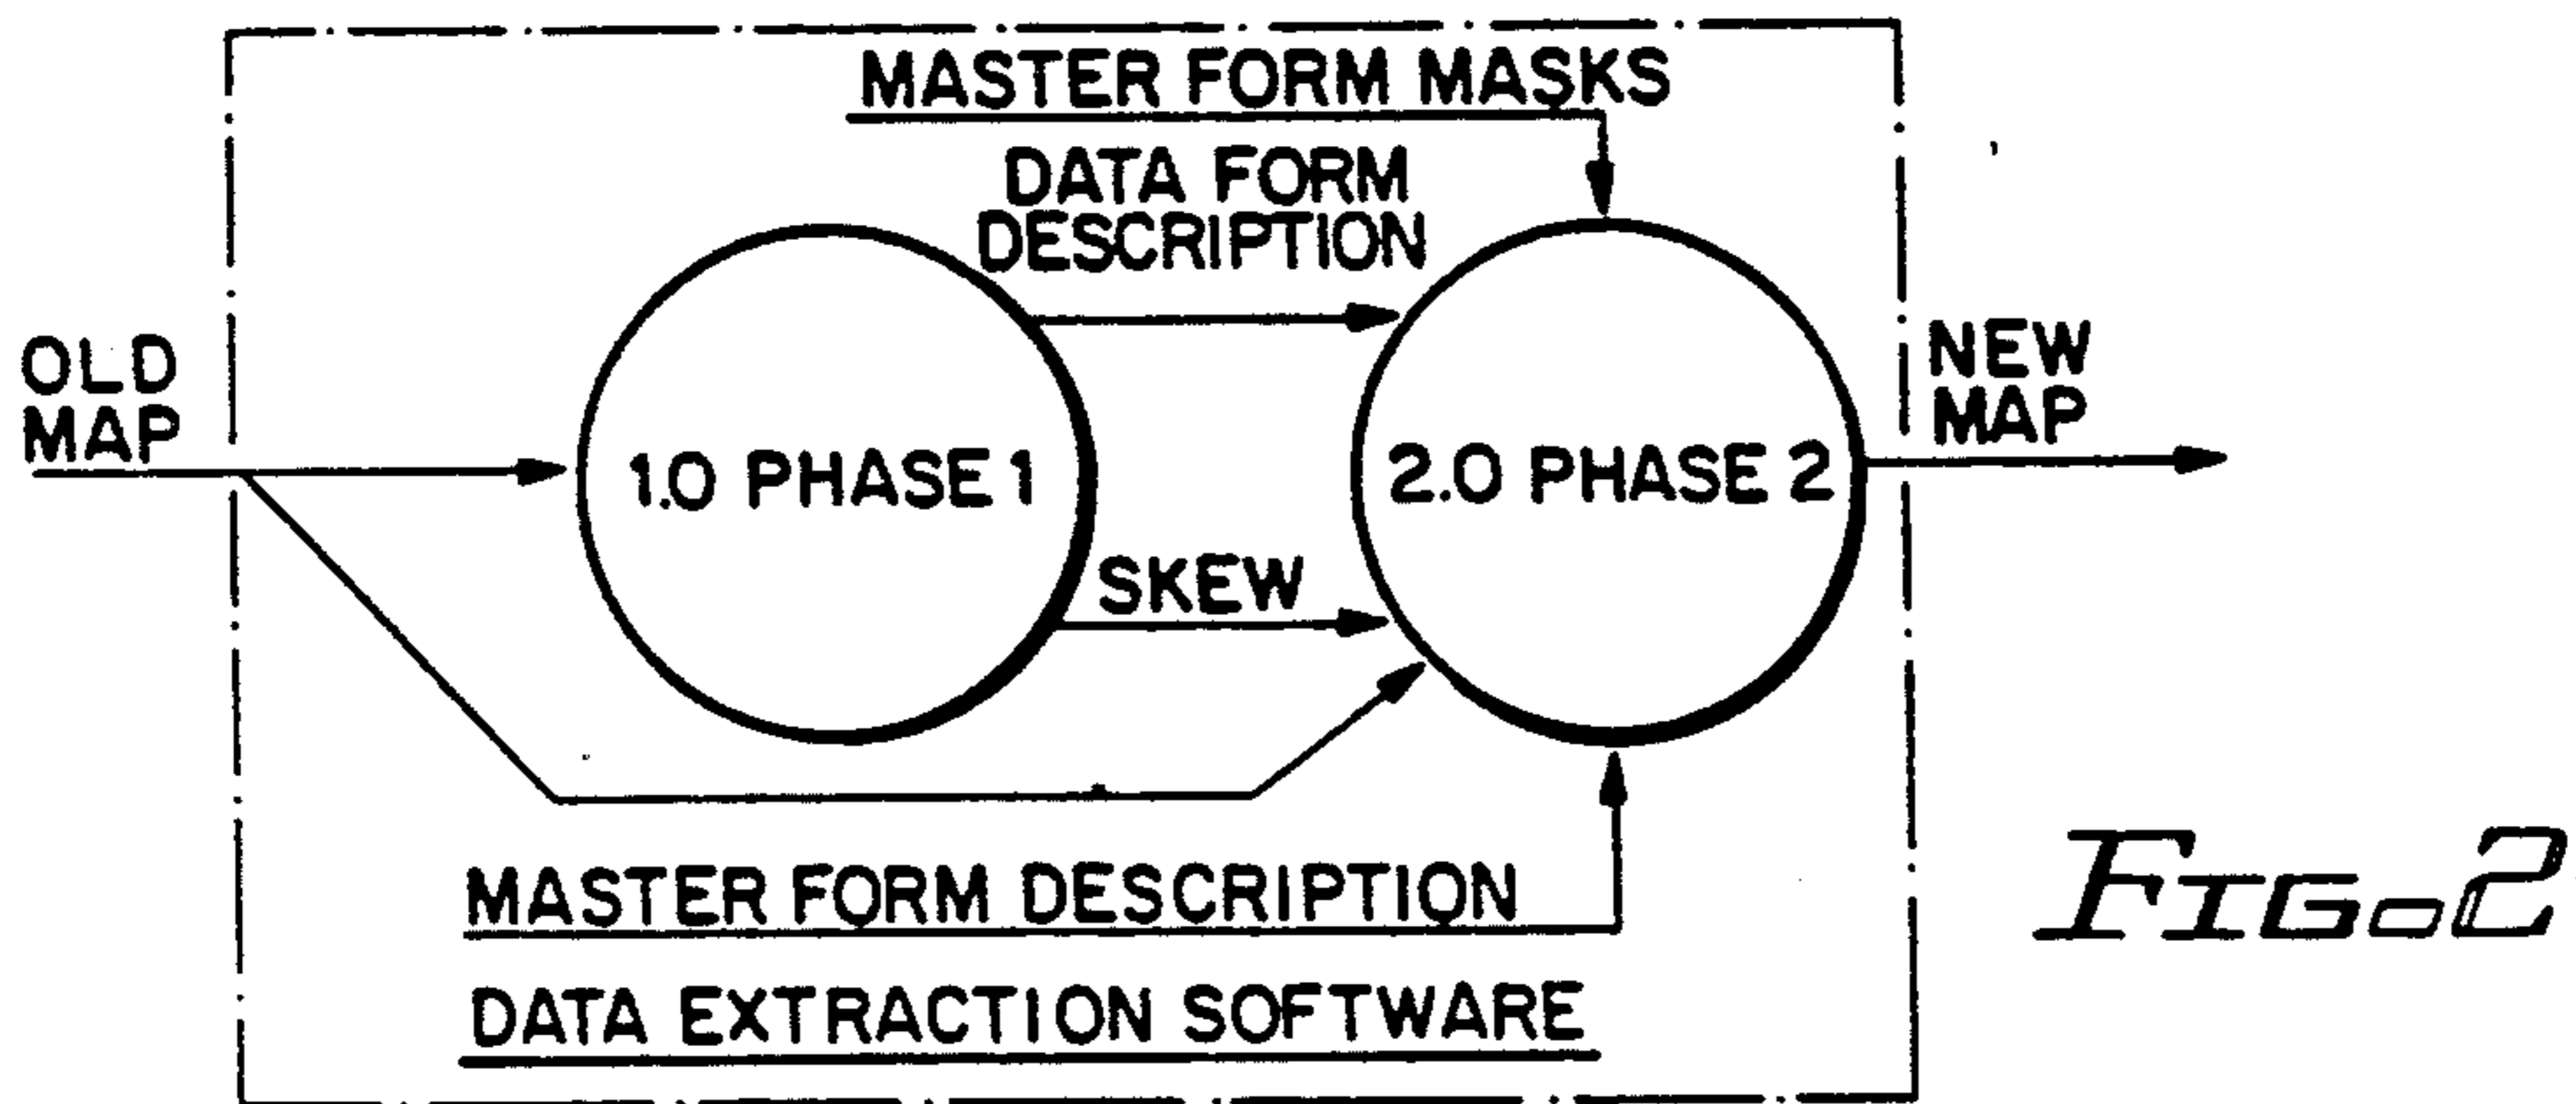 MASTER FORM MASKS
DATA FORM
DESCRIPTION
OLD
MAP
NEW
MAP
1.0 PHASE 1
2.0 PHASE 2
SKEW
MASTER FORM DESCRIPTION
DATA EXTRACTION SOFTWARE
FIG. 2